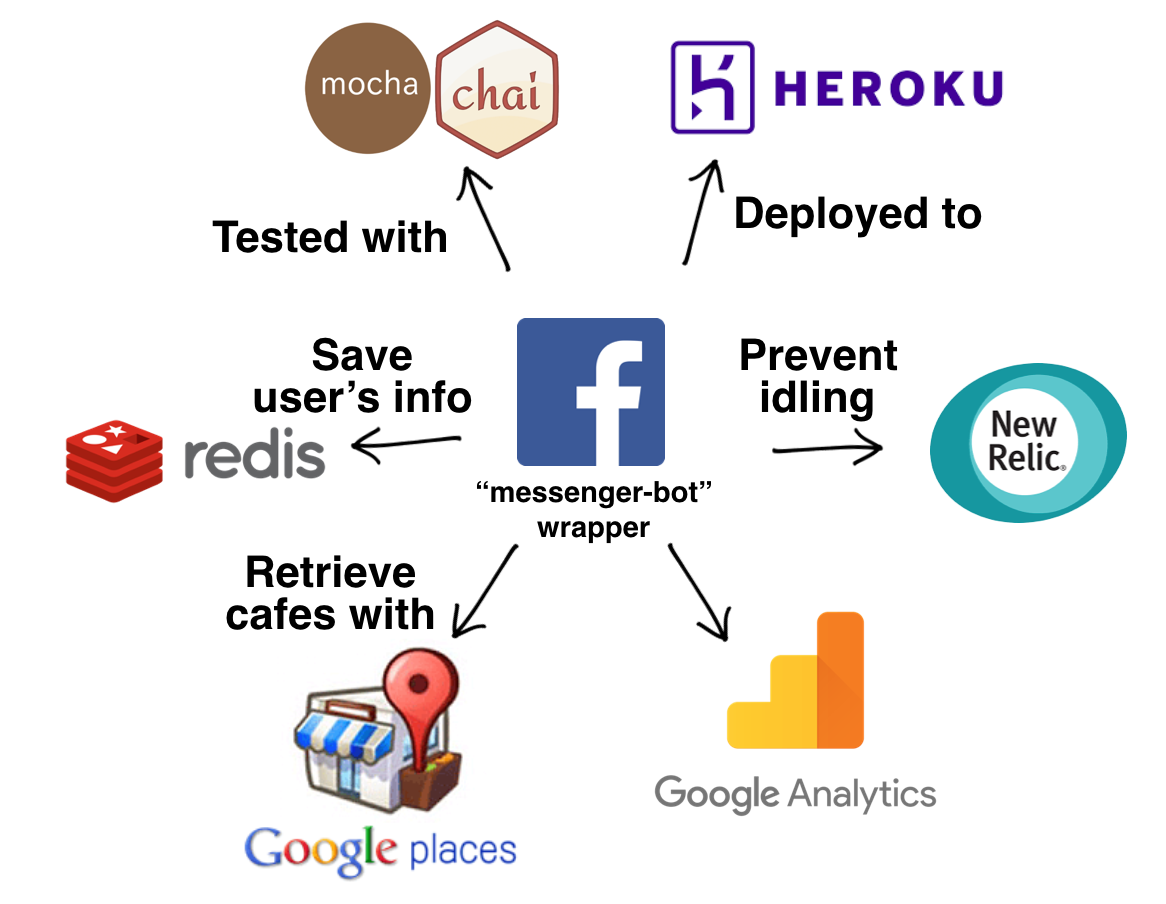 mocha
chai
HEROKU
Tested with
Deployed to
Save
user’s info
Prevent
idling
redis
New
Relic®
“messenger-bot”
wrapper
Retrieve
cafes with
Google places
Google Analytics